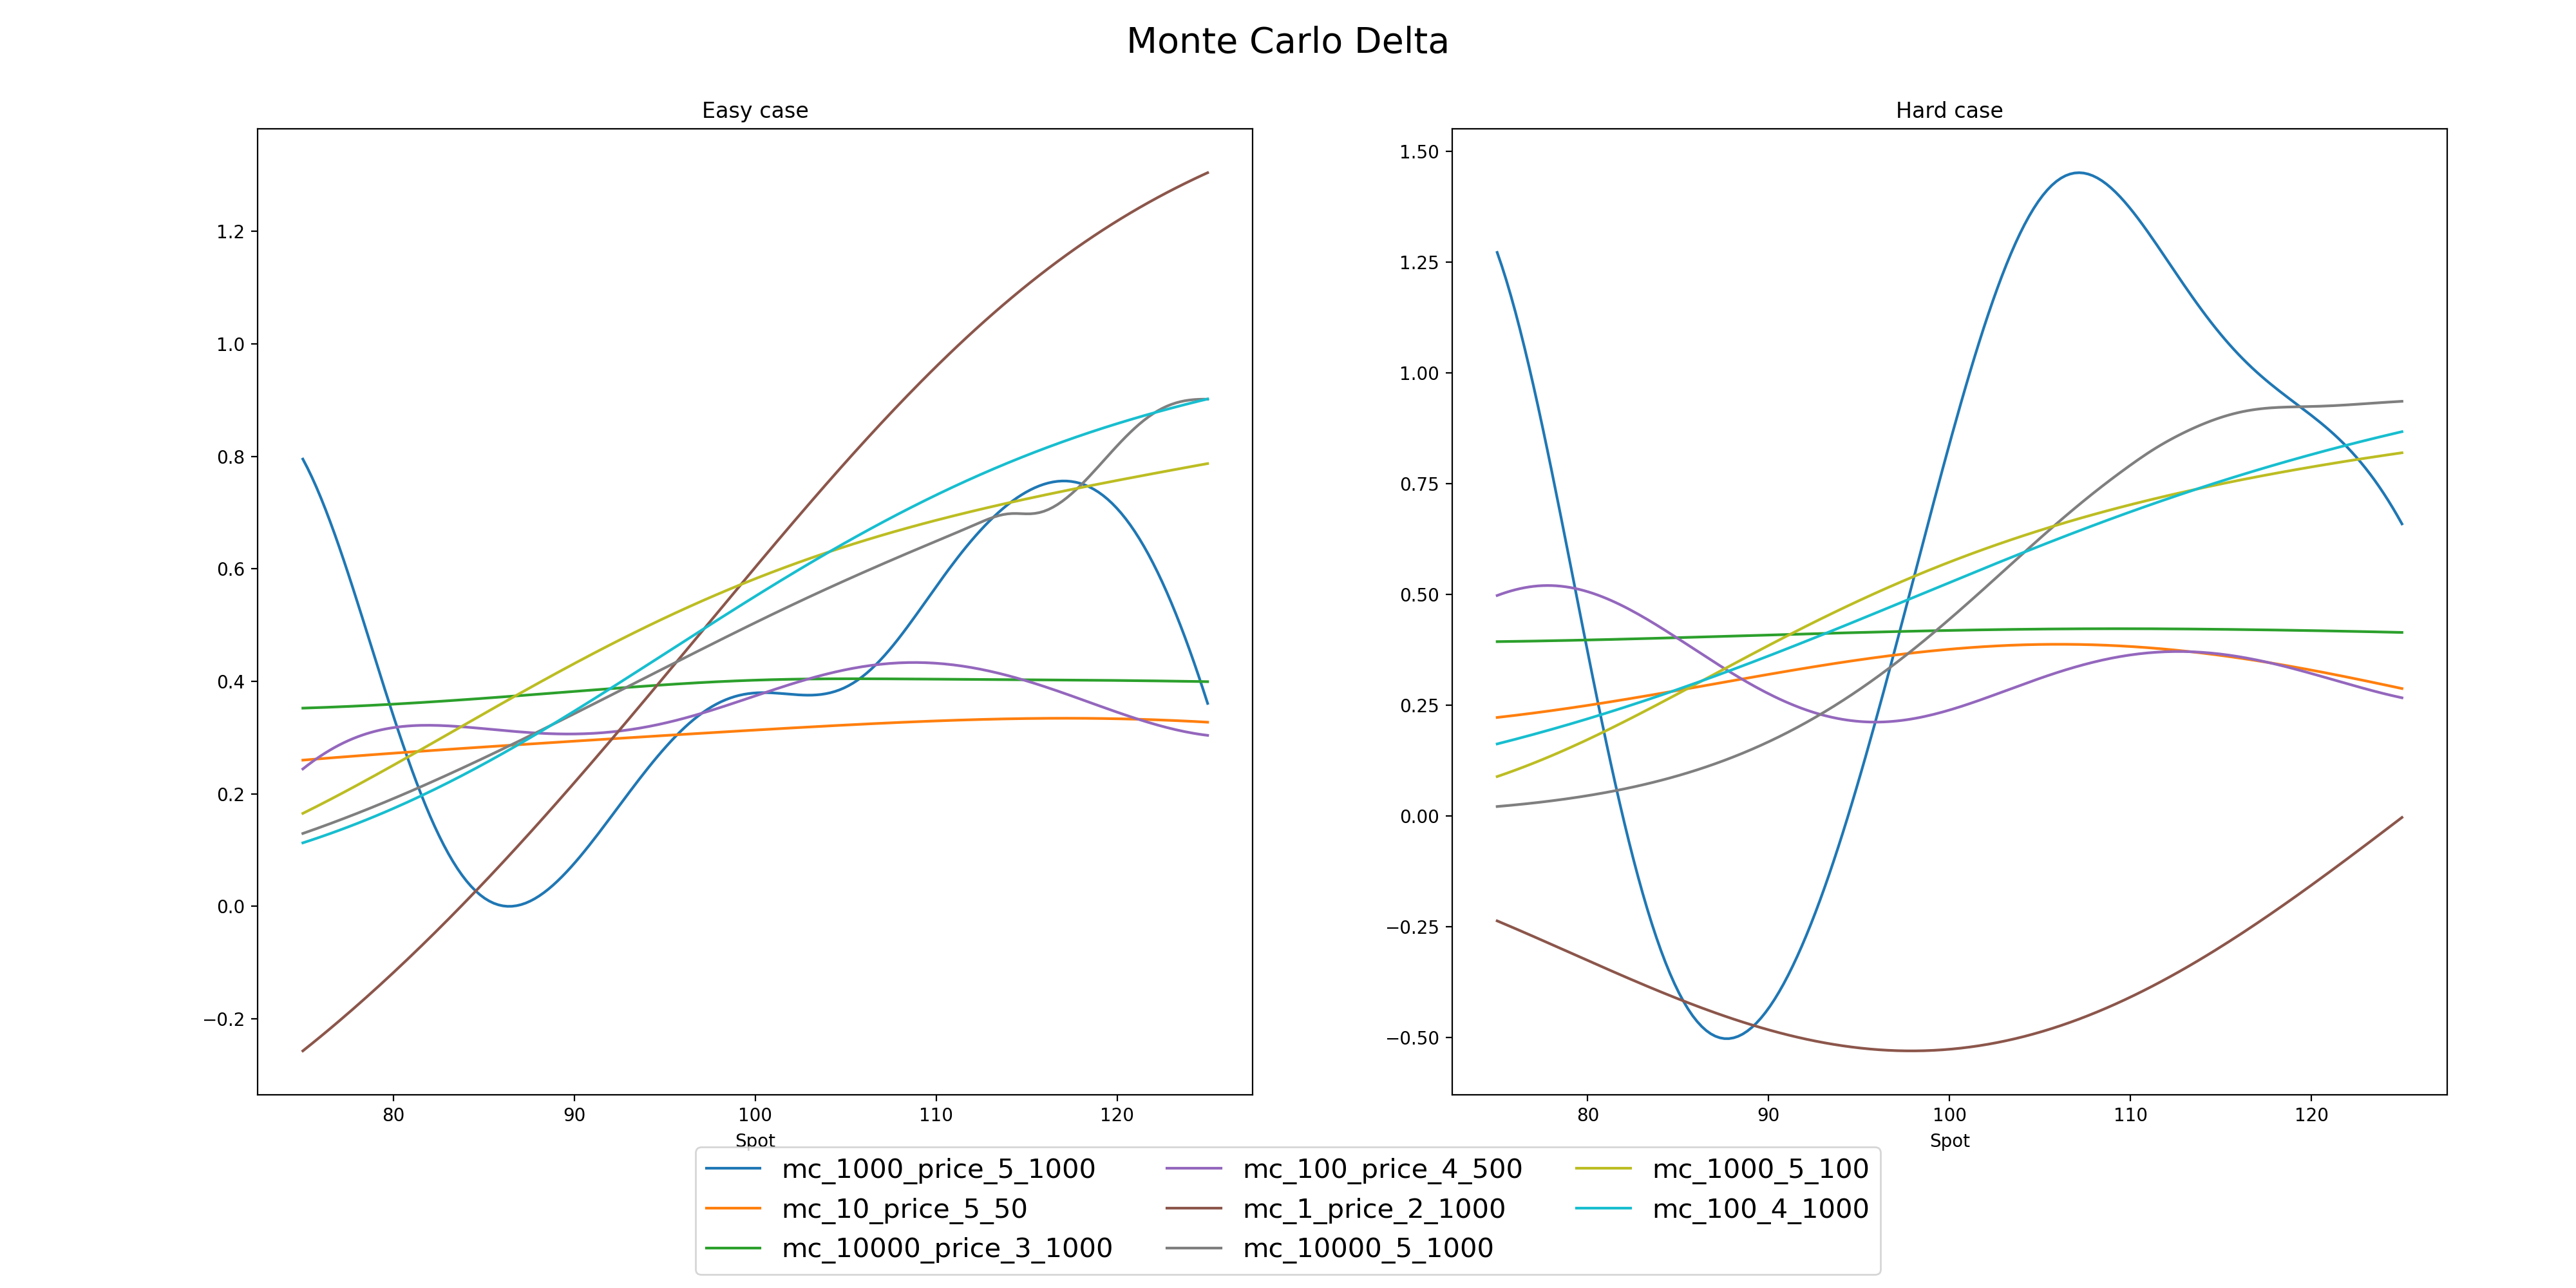 Monte Carlo Delta
Easy case
1.2
1.0
0.8
0.6
0.4
0.2
0.0
−0.2
80 90 100 110 120
Spot
Hard case
1.50
1.25
1.00
0.75
0.50
0.25
0.00
−0.25
−0.50
80 90 100 110 120
Spot
mc_1000_price_5_1000
mc_10_price_5_50
mc_10000_price_3_1000
mc_100_price_4_500
mc_1_price_2_1000
mc_10000_5_1000
mc_1000_5_100
mc_100_4_1000